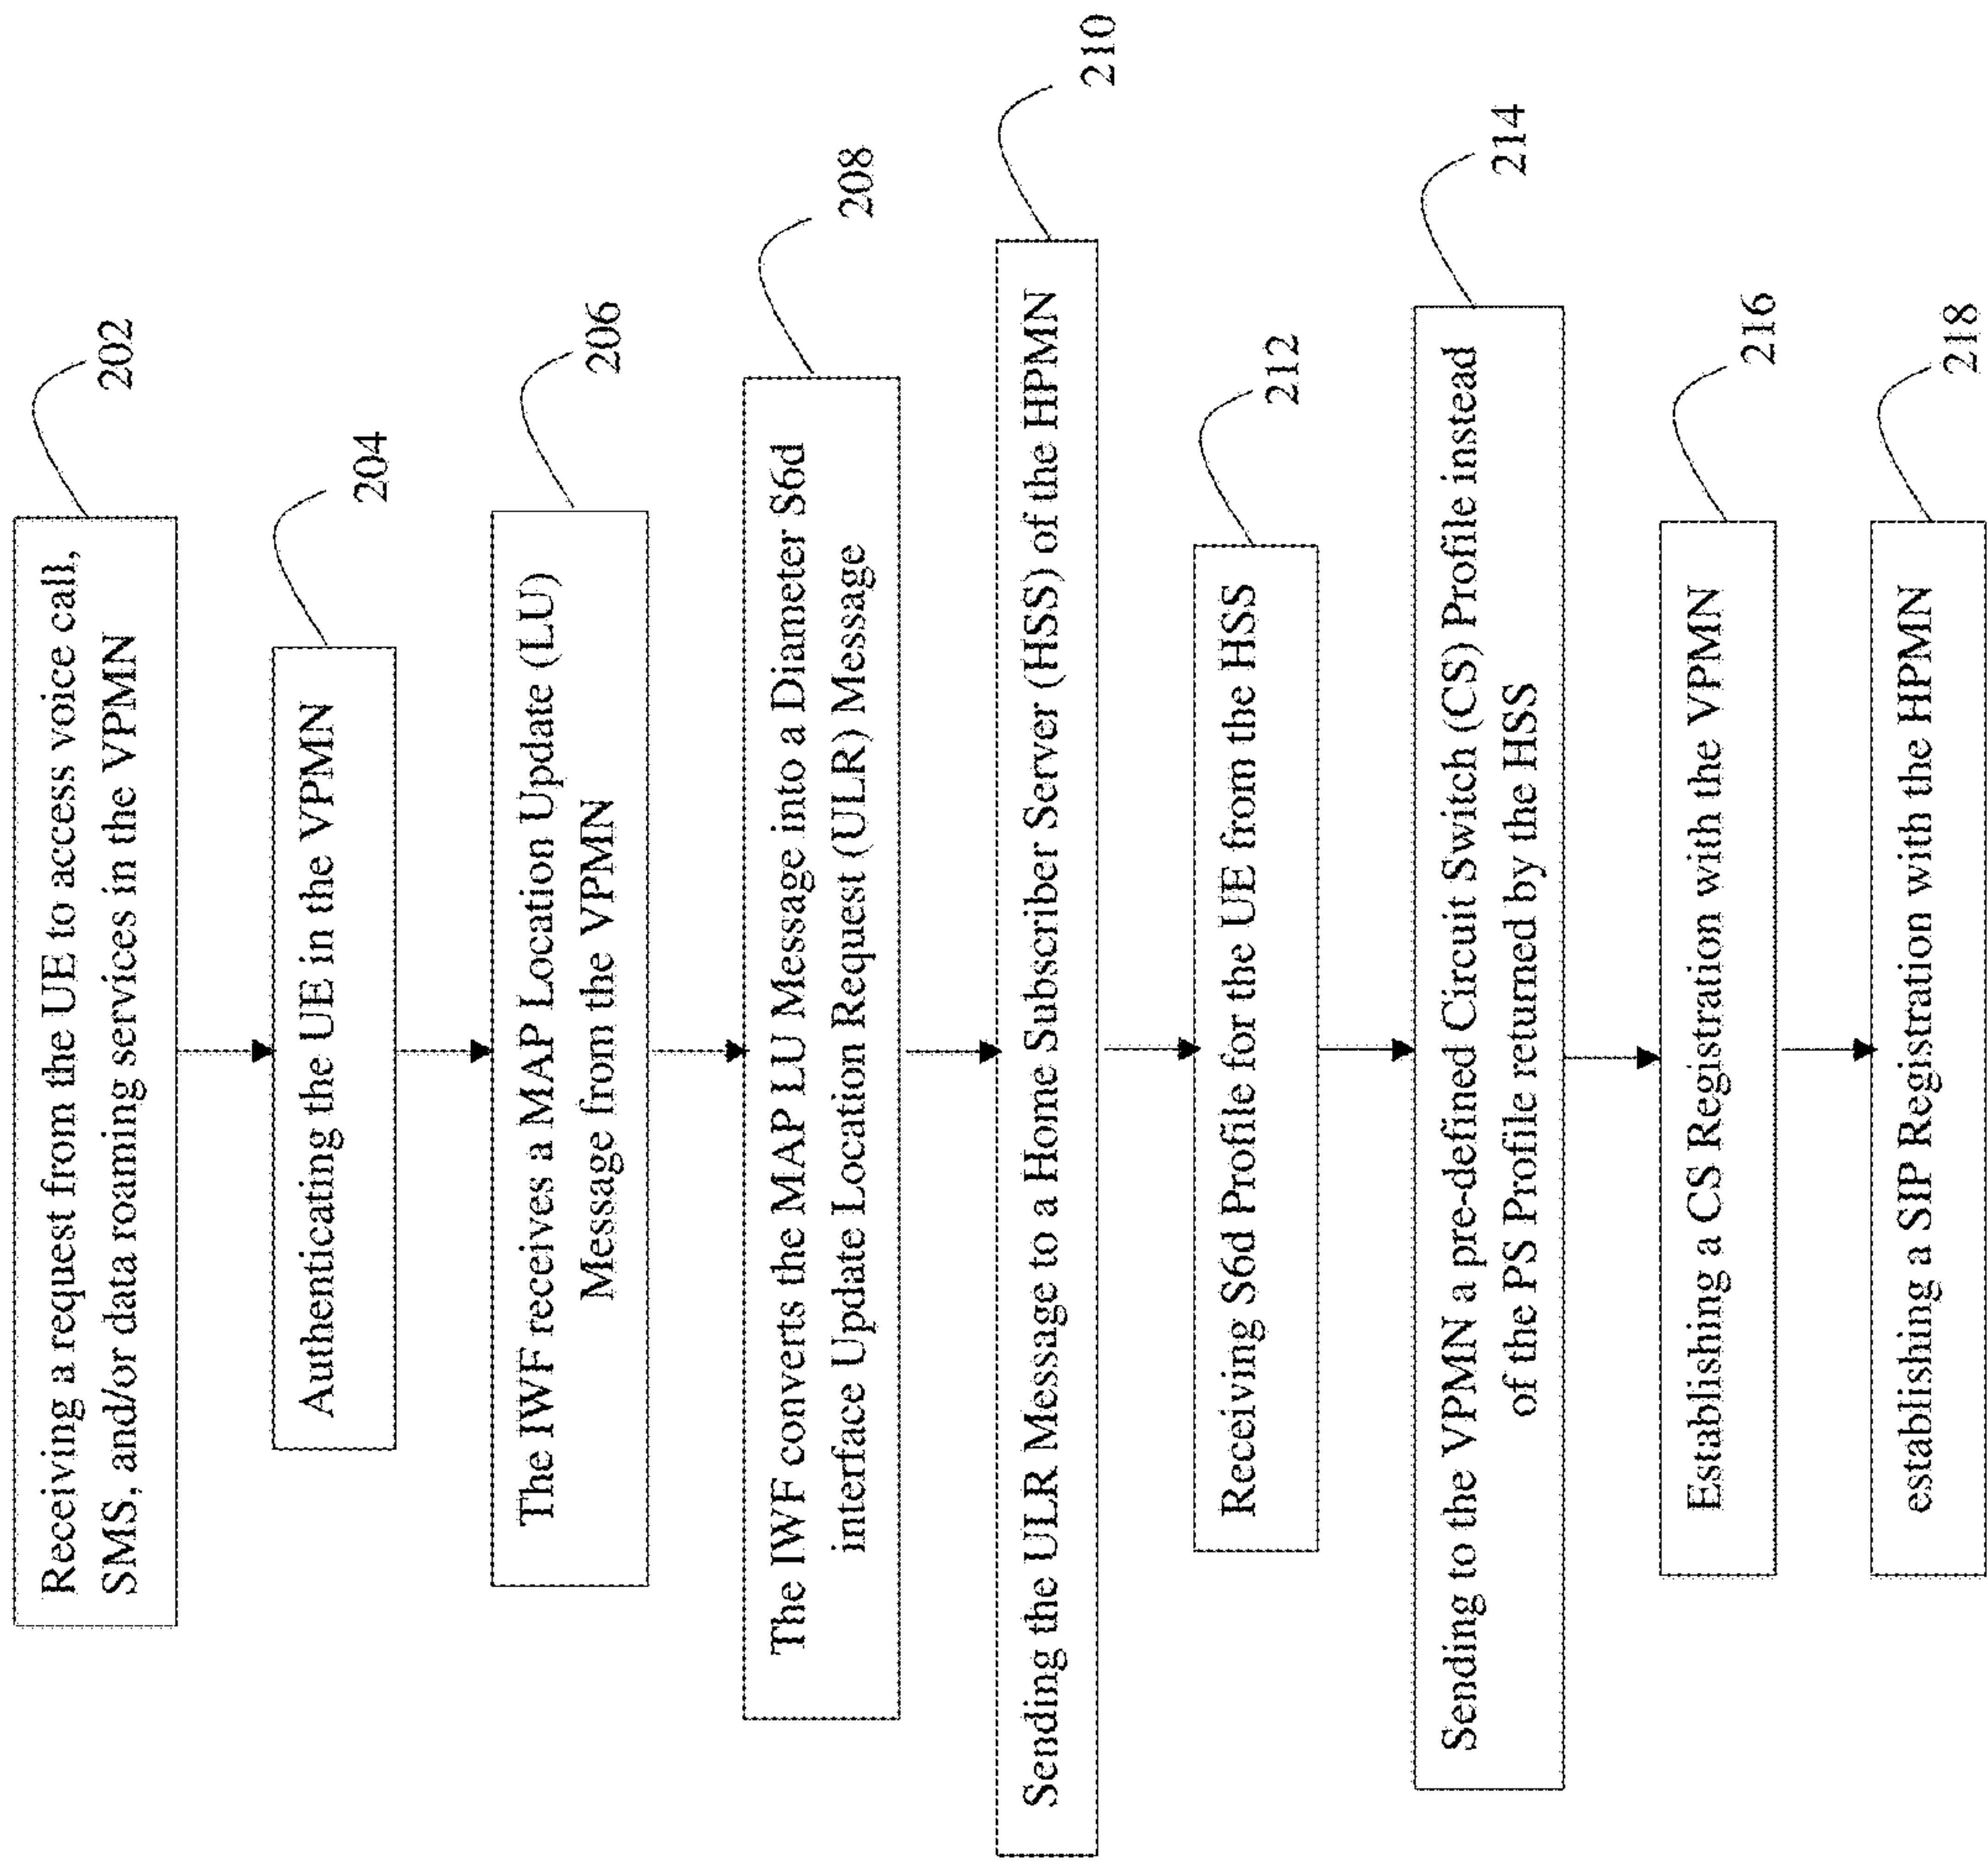 Receiving a request from the UE to access voice call,
SMS, and/or data roaming services in the VPMN
202
Authenticating the UE in the VPMN
204
The IWF receives a MAP Location Update (LU)
Message from the VPMN
206
The IWF converts the MAP LU Message into a Diameter S6d
interface Update Location Request (ULR) Message
208
Sending the ULR Message to a Home Subscriber Server (HSS) of the HPMN
210
Receiving S6d Profile for the UE from the HSS
212
Sending to the VPMN a pre-defined Circuit Switch (CS) Profile instead
of the PS Profile returned by the HSS
214
Establishing a CS Registration with the VPMN
216
establishing a SIP Registration with the HPMN
218